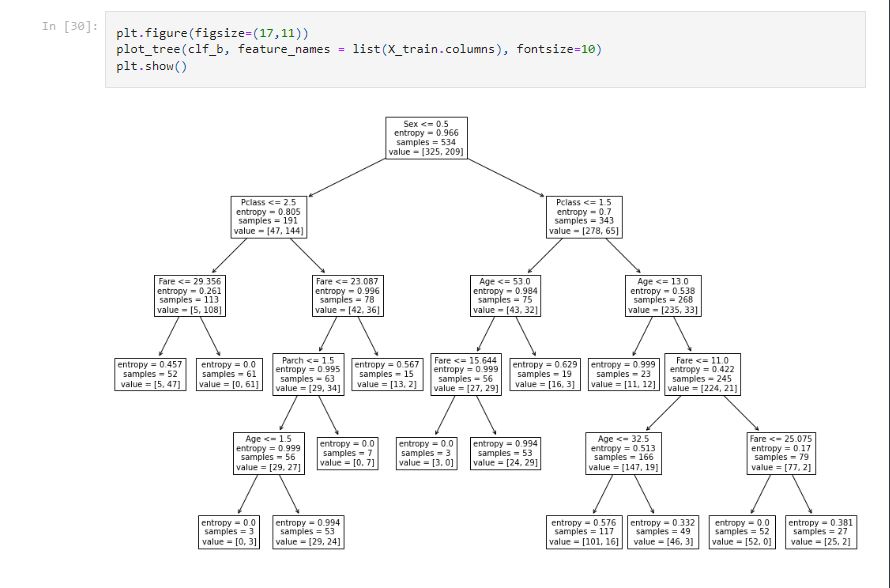 In [30]:
plt.figure(figsize=(17,11))
plot_tree(clf_b, feature_names = list(X_train.columns), fontsize=10)
plt.show()
Sex <= 0.5
entropy = 0.966
samples = 534
value = [325, 209]
Pclass <= 2.5
entropy = 0.805
samples = 191
value = [47, 144]
Pclass <= 1.5
entropy = 0.7
samples = 343
value = [278, 65]
Fare <= 29.356
entropy = 0.261
samples = 113
value = [5, 108]
Fare <= 23.087
entropy = 0.996
samples = 78
value = [42, 36]
Age <= 53.0
entropy = 0.984
samples = 75
value = [43, 32]
Age <= 13.0
entropy = 0.538
samples = 268
value = [235, 33]
entropy = 0.457
samples = 52
value = [5, 47]
entropy = 0.0
samples = 61
value = [0, 61]
Parch <= 1.5
entropy = 0.995
samples = 63
value = [29, 34]
entropy = 0.567
samples = 15
value = [13, 2]
Fare <= 15.644
entropy = 0.999
samples = 56
value = [27, 29]
entropy = 0.629
samples = 19
value = [16, 3]
entropy = 0.999
samples = 23
value = [11, 12]
Fare <= 11.0
entropy = 0.422
samples = 245
value = [224, 21]
Age <= 1.5
entropy = 0.999
samples = 56
value = [29, 27]
entropy = 0.0
samples = 7
value = [0, 7]
entropy = 0.0
samples = 3
value = [3, 0]
entropy = 0.994
samples = 53
value = [24, 29]
Age <= 32.5
entropy = 0.513
samples = 166
value = [147, 19]
Fare <= 25.075
entropy = 0.17
samples = 79
value = [77, 2]
entropy = 0.0
samples = 3
value = [0, 3]
entropy = 0.994
samples = 53
value = [29, 24]
entropy = 0.576
samples = 117
value = [101, 16]
entropy = 0.332
samples = 49
value = [46, 3]
entropy = 0.0
samples = 52
value = [52, 0]
entropy = 0.381
samples = 27
value = [25, 2]